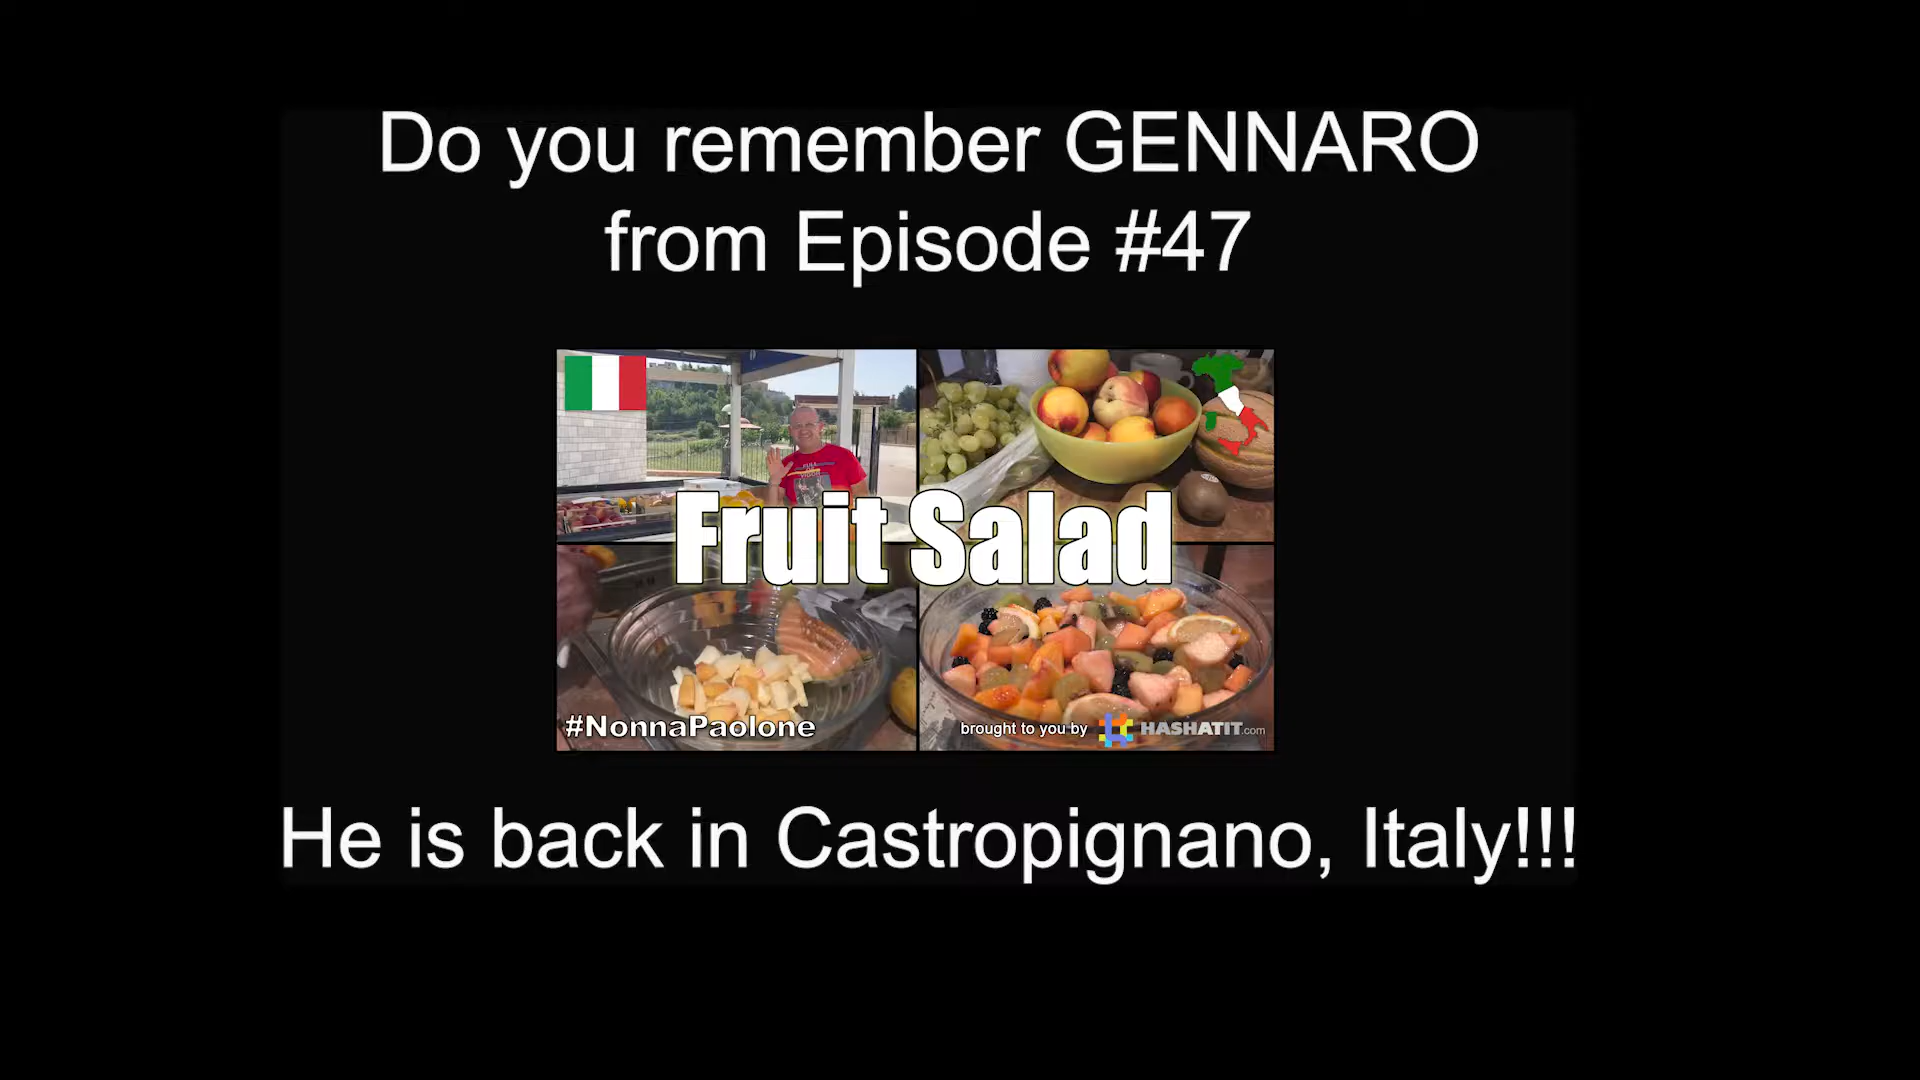 Do you remember GENNARO
from Episode #47
Fruit Salad
#NonnaPaolone
brought to you by HASHATIT.com
He is back in Castropignano, Italy!!!